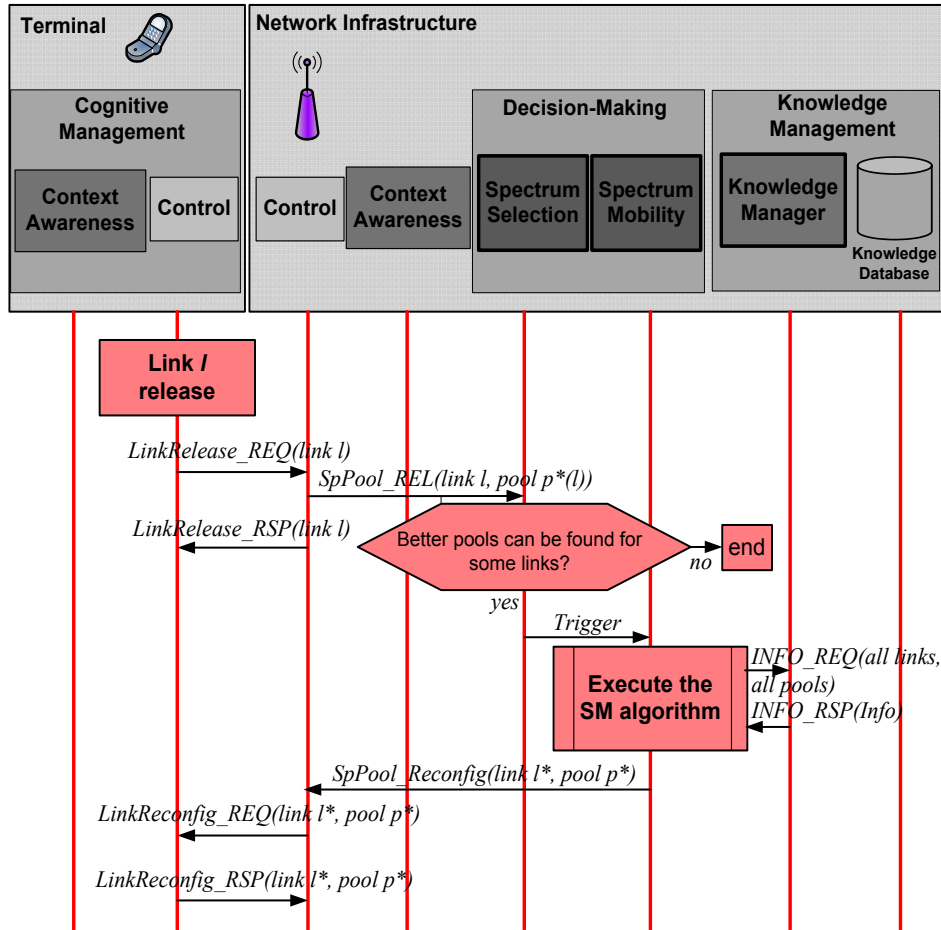 Terminal
Network Infrastructure
Cognitive
Management
Decision-Making
Knowledge
Management
Context
Awareness
Control
Control
Context
Awareness
Spectrum
Selection
Spectrum
Mobility
Knowledge
Manager
Knowledge
Database
Link l
release
LinkRelease_REQ(link l)
SpPool_REL(link l, pool p*(l))
LinkRelease_RSP(link l)
Better pools can be found for
some links?
no
end
yes
Trigger
Execute the
SM algorithm
INFO_REQ(all links,
all pools)
INFO_RSP(Info)
SpPool_Reconfig(link l*, pool p*)
LinkReconfig_REQ(link l*, pool p*)
LinkReconfig_RSP(link l*, pool p*)